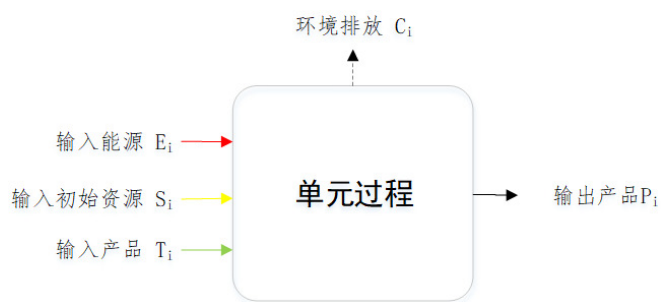 环境排放 Cᵢ
输入能源 Eᵢ
输入初始资源 Sᵢ
输入产品 Tᵢ
单元过程
输出产品Pᵢ